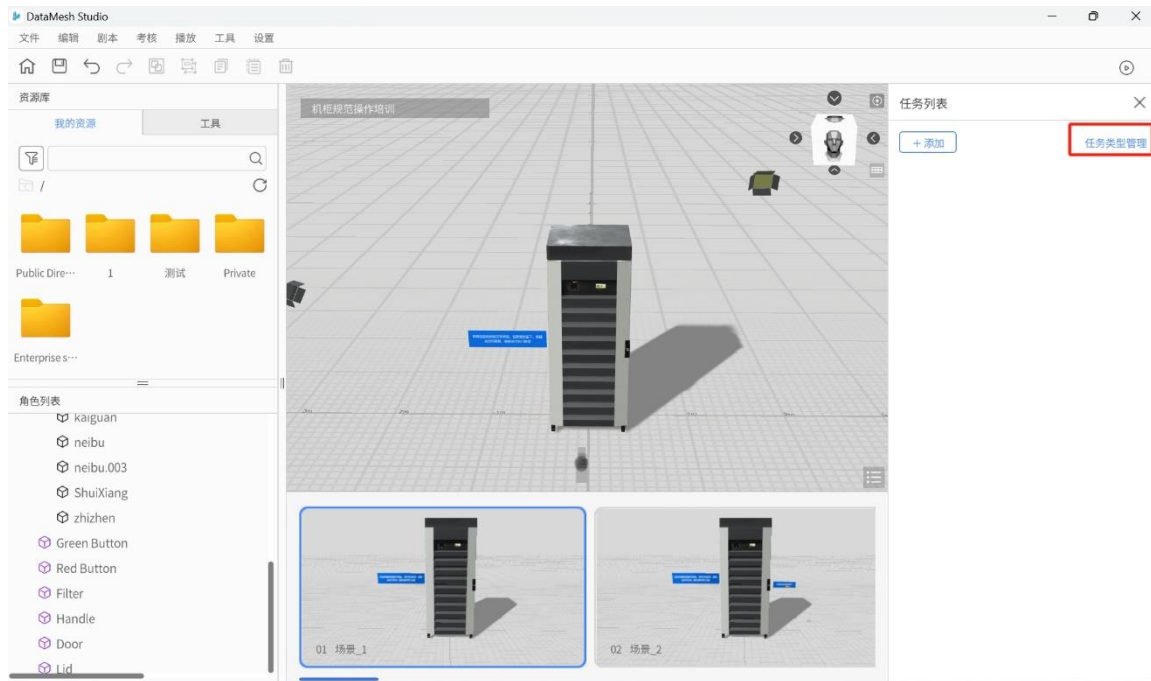 DataMesh Studio
文件 编辑 剧本 考核 播放 工具 设置
资源库
我的资源 工具
/
Public Dire··· 1 测试 Private
Enterprise s···
角色列表
kaiguan
neibu
neibu.003
ShuiXiang
zhizhen
Green Button
Red Button
Filter
Handle
Door
Lid
机柜规范操作培训
01 场景_1
02 场景_2
任务列表
+ 添加 任务类型管理